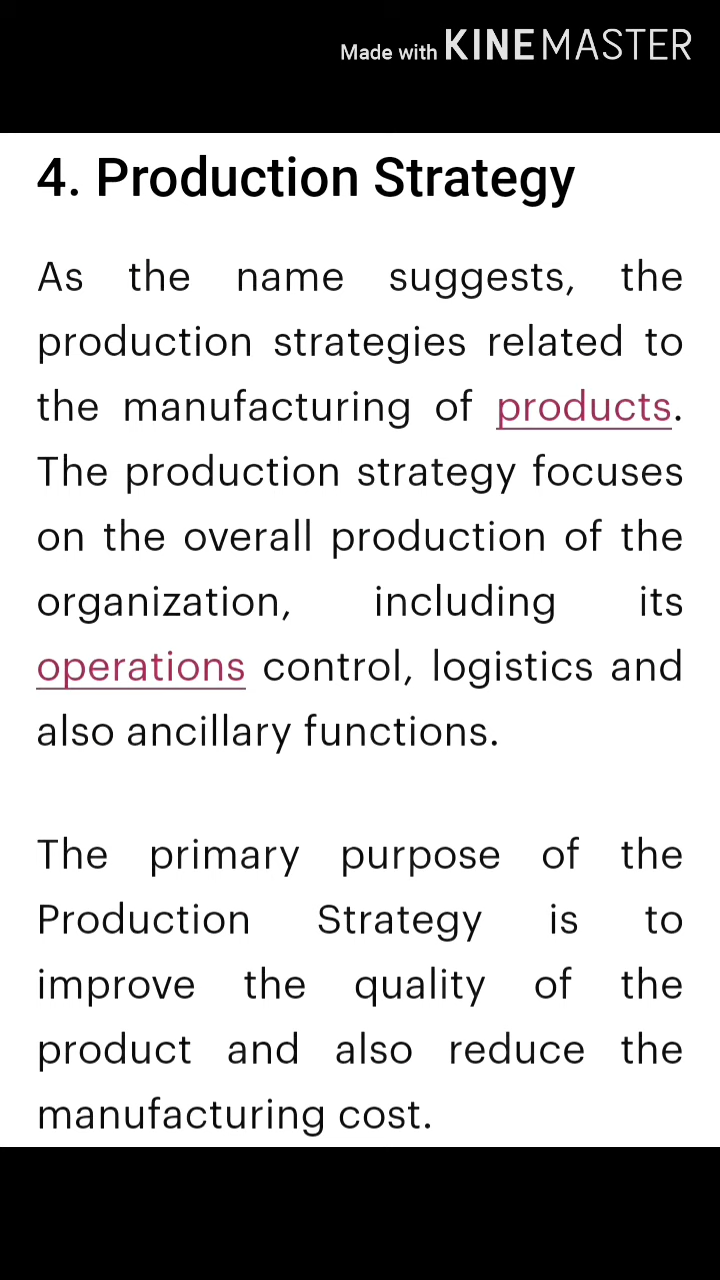 Made with KINEMASTER
4. Production Strategy
As the name suggests, the
production strategies related to
the manufacturing of products.
The production strategy focuses
on the overall production of the
organization, including its
operations control, logistics and
also ancillary functions.
The primary purpose of the
Production Strategy is to
improve the quality of the
product and also reduce the
manufacturing cost.